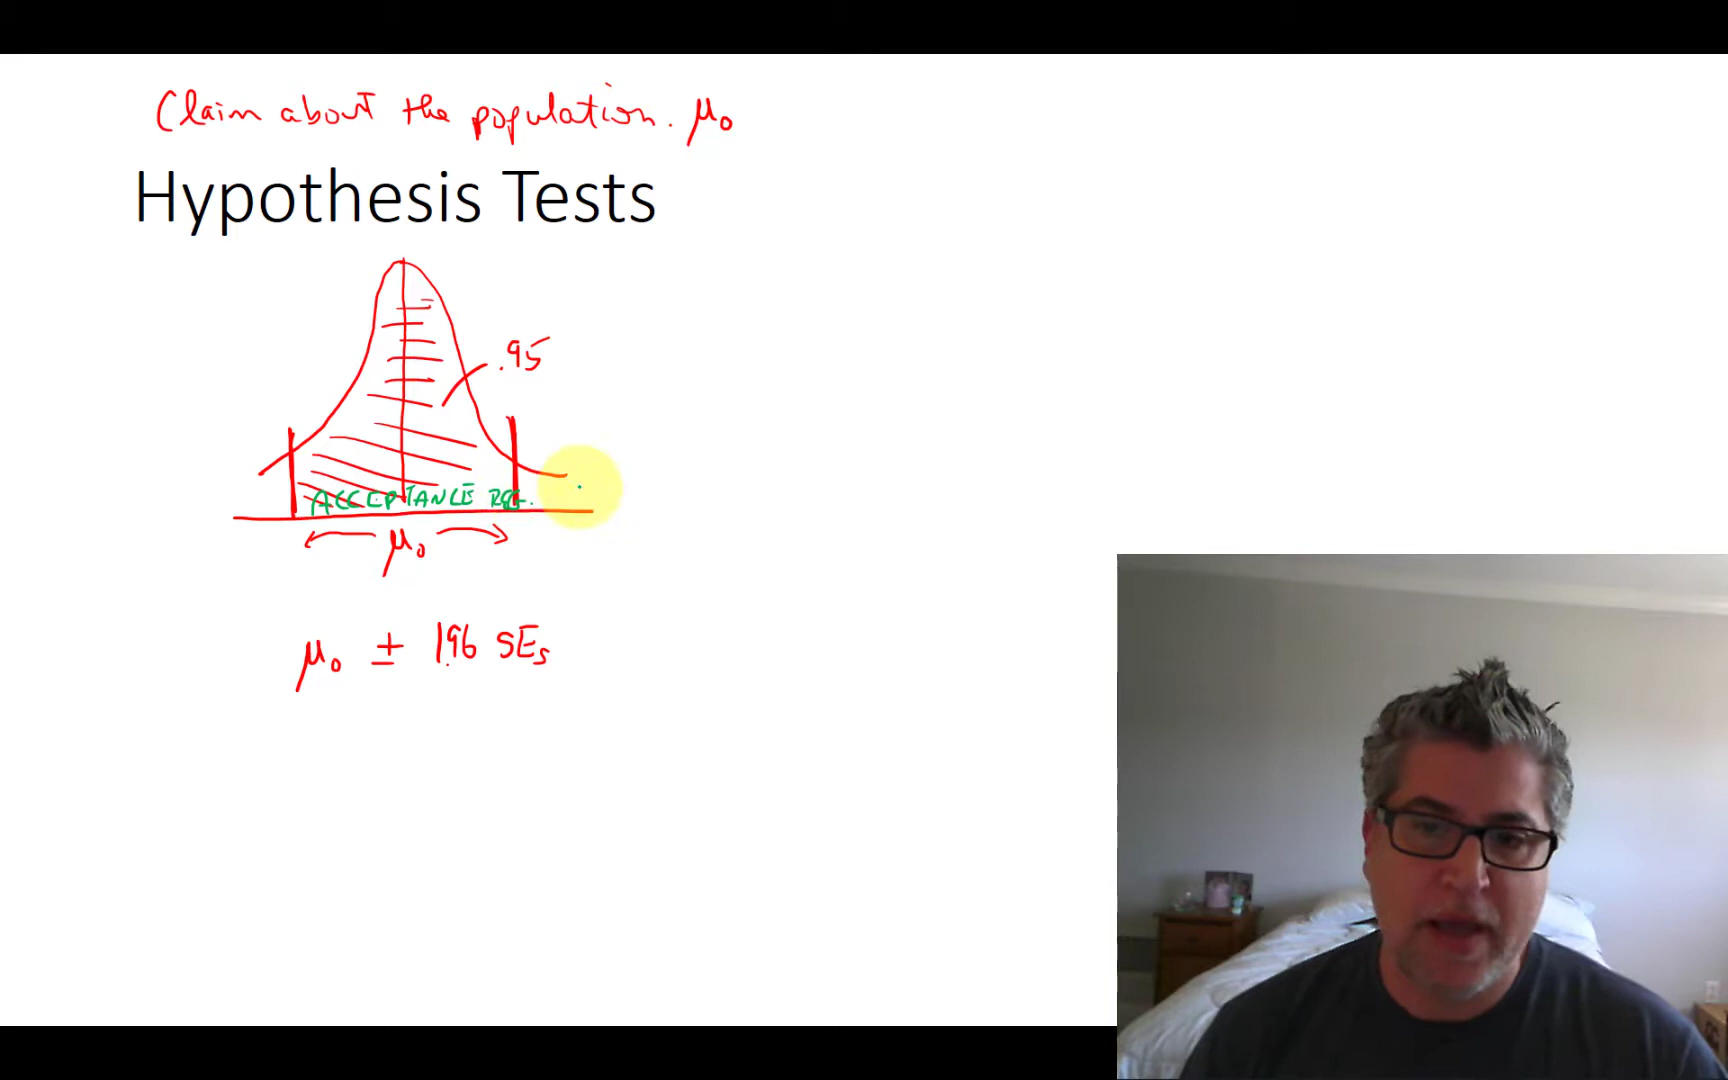 Claim about the population. μ₀
Hypothesis Tests
.95
ACCEPTANCE REG.
μ₀
μ₀ ± 1.96 SEs